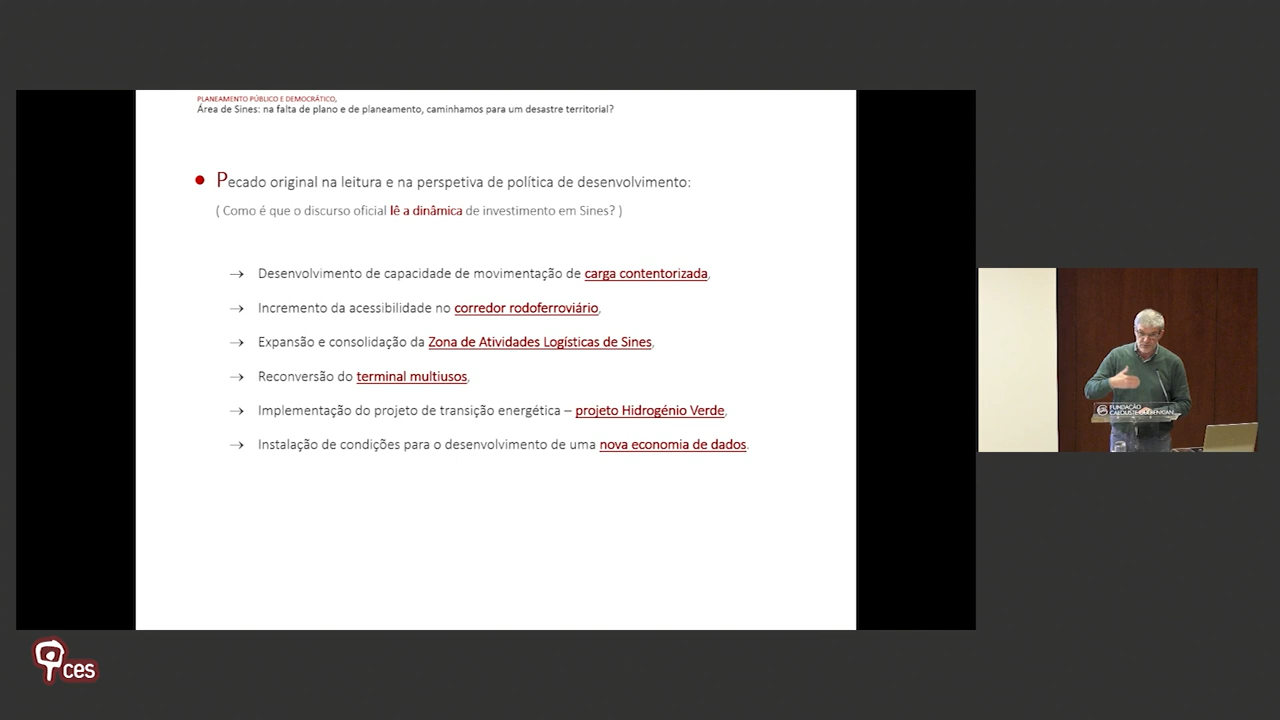 PLANEAMENTO PÚBLICO E DEMOCRÁTICO,
Área de Sines: na falta de plano e de planeamento, caminhamos para um desastre territorial?
Pecado original na leitura e na perspetiva de política de desenvolvimento:
( Como é que o discurso oficial lê a dinâmica de investimento em Sines? )
→ Desenvolvimento de capacidade de movimentação de carga contentorizada,
→ Incremento da acessibilidade no corredor rodoferroviário,
→ Expansão e consolidação da Zona de Atividades Logísticas de Sines,
→ Reconversão do terminal multiusos,
→ Implementação do projeto de transição energética – projeto Hidrogénio Verde,
→ Instalação de condições para o desenvolvimento de uma nova economia de dados.
FUNDAÇÃO
CALOUSTE GULBENKIAN
ces